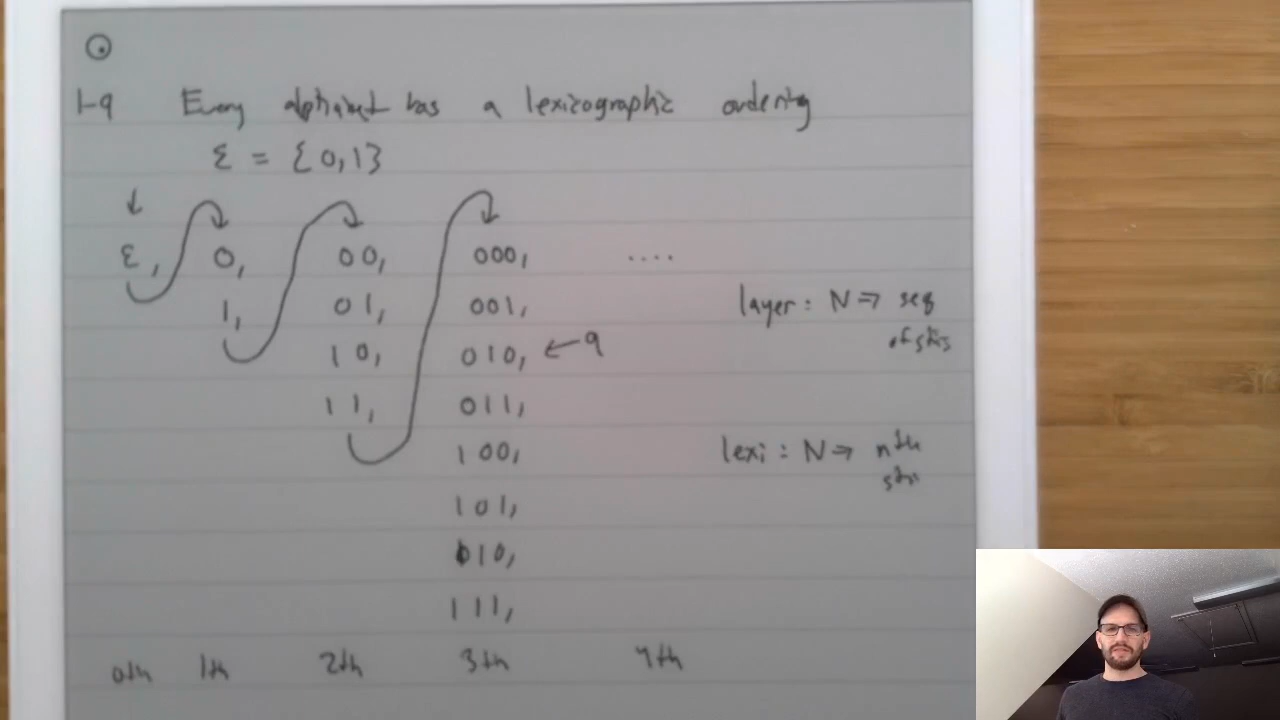 1-9 Every alphabet has a lexicographic ordering
Σ = {0,1}
ε, 0, 00, 000, ....
1, 01, 001, layer: N → seq
of strs
10, 010, ← 9
11, 011,
100, lexi: N → nth
str
101,
010,
111,
0th 1th 2th 3th 4th